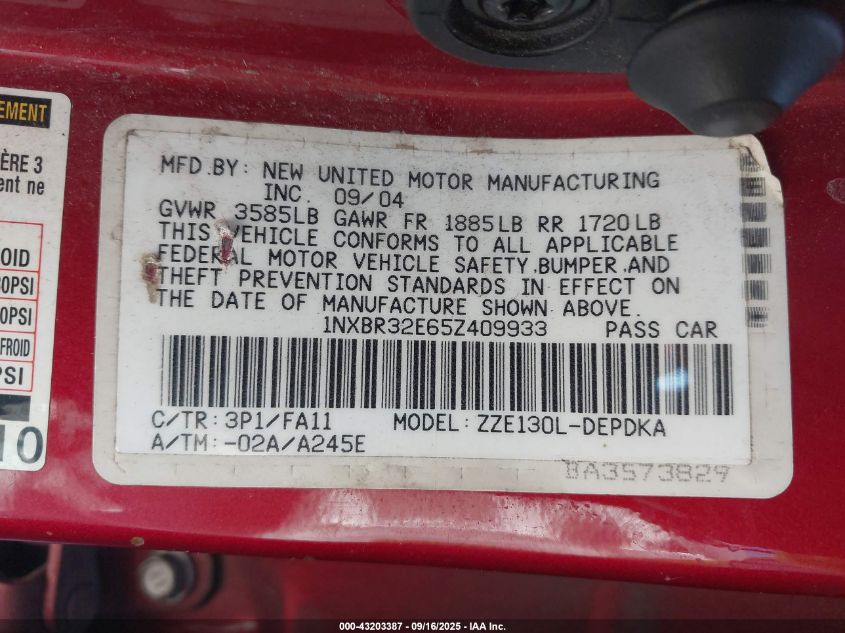 EMENT
ÈRE 3
ent ne
OID
80PSI
0PSI
FROID
PSI
10
MFD.BY: NEW UNITED MOTOR MANUFACTURING
INC. 09/04
GVWR 3585LB GAWR FR 1885LB RR 1720LB
THIS VEHICLE CONFORMS TO ALL APPLICABLE
FEDERAL MOTOR VEHICLE SAFETY,BUMPER,AND
THEFT PREVENTION STANDARDS IN EFFECT ON
THE DATE OF MANUFACTURE SHOWN ABOVE.
1NXBR32E65Z409933 PASS CAR
C/TR: 3P1/FA11 MODEL: ZZE130L-DEPDKA
A/TM: -02A/A245E
BA3573829
000-43203387 - 09/16/2025 - IAA Inc.